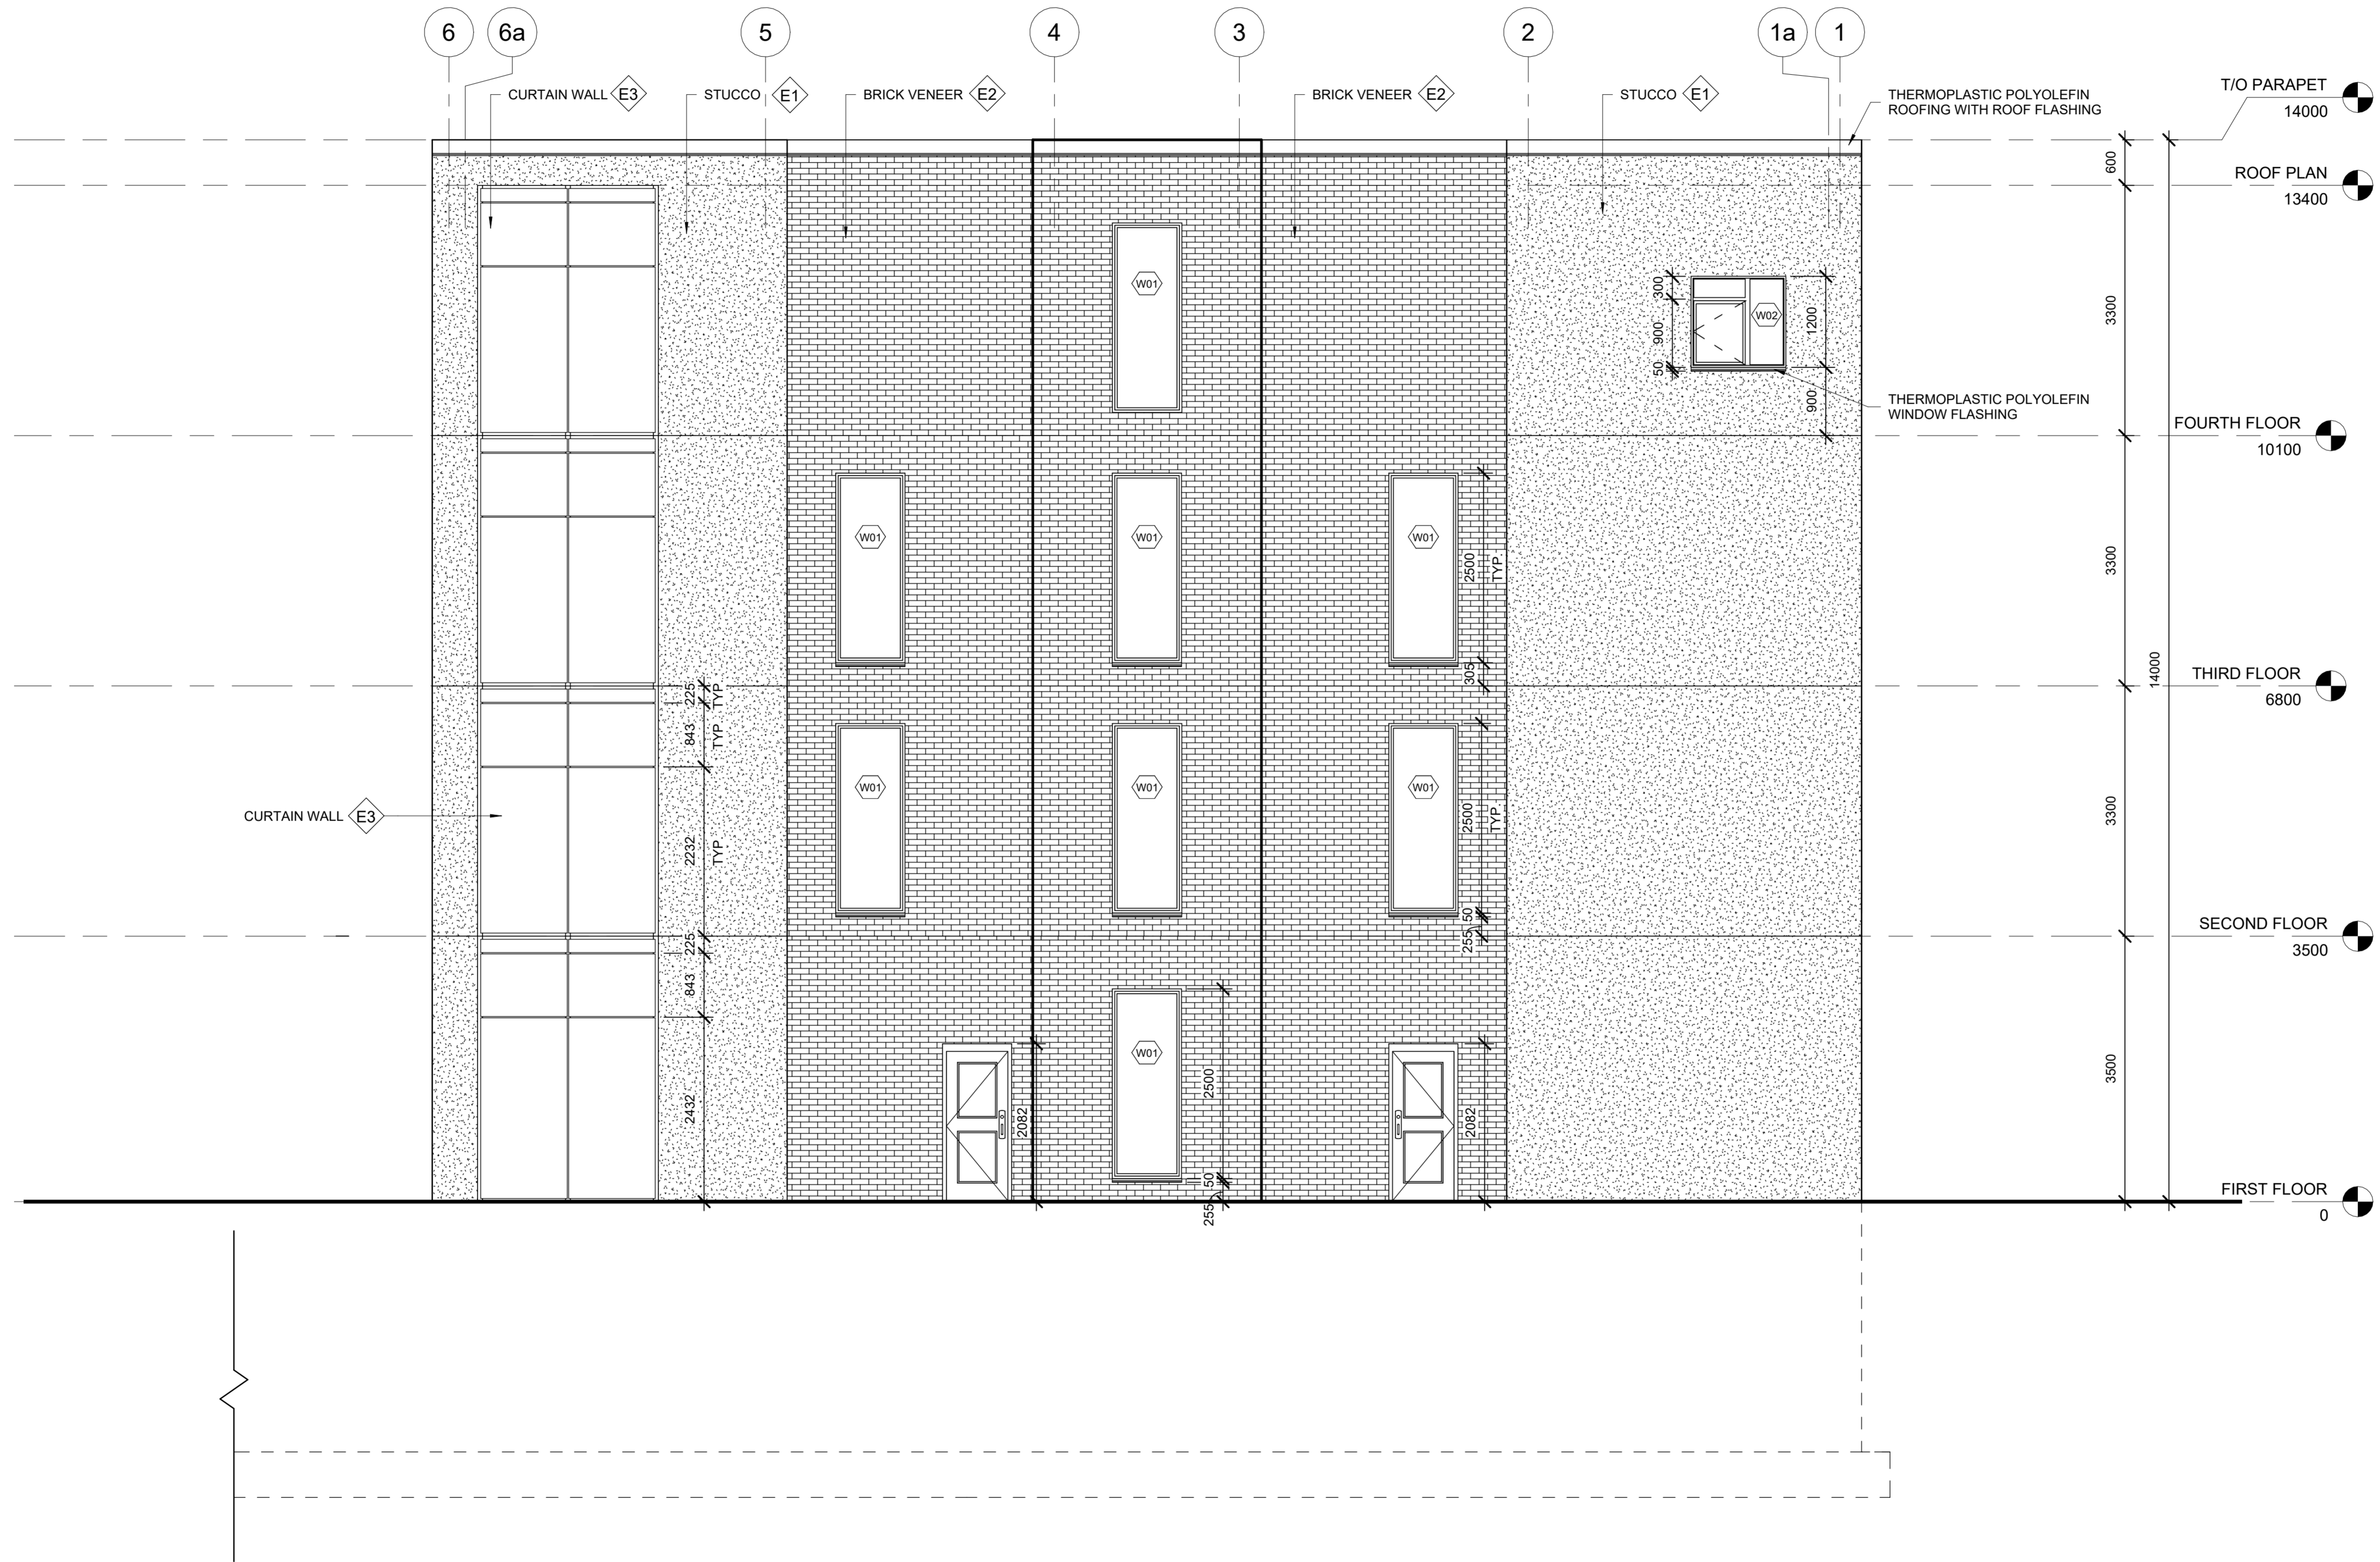 6
6a
5
4
3
2
1a
1
CURTAIN WALL E3
STUCCO E1
BRICK VENEER E2
BRICK VENEER E2
STUCCO E1
THERMOPLASTIC POLYOLEFIN
ROOFING WITH ROOF FLASHING
T/O PARAPET
14000
600
ROOF PLAN
13400
W01
300
900
50
W02
1200
900
3300
THERMOPLASTIC POLYOLEFIN
WINDOW FLASHING
FOURTH FLOOR
10100
W01
W01
W01
2500
TYP.
305
3300
14000
THIRD FLOOR
6800
225
TYP
843
TYP
2232
TYP
CURTAIN WALL E3
W01
W01
W01
2500
TYP.
50
255
3300
SECOND FLOOR
3500
225
843
2432
2082
W01
2500
50
255
2082
3500
FIRST FLOOR
0